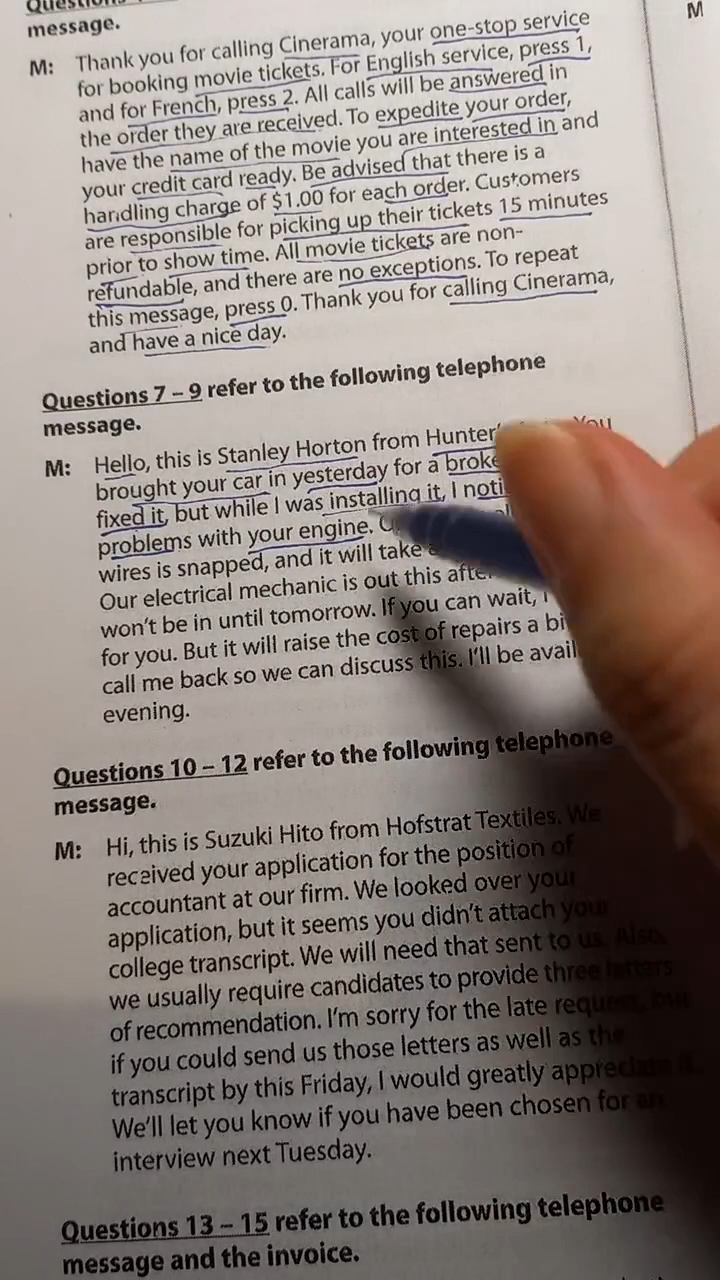 message.
M
M: Thank you for calling Cinerama, your one-stop service
for booking movie tickets. For English service, press 1,
and for French, press 2. All calls will be answered in
the order they are received. To expedite your order,
have the name of the movie you are interested in and
your credit card ready. Be advised that there is a
handling charge of $1.00 for each order. Customers
are responsible for picking up their tickets 15 minutes
prior to show time. All movie tickets are non-
refundable, and there are no exceptions. To repeat
this message, press 0. Thank you for calling Cinerama,
and have a nice day.
Questions 7 – 9 refer to the following telephone
message.
M: Hello, this is Stanley Horton from You
brought your car in yesterday for a
fixed it, but while I was installing it, I
problems with your engine.
wires is snapped, and it will take
Our electrical mechanic is out this
won't be in until tomorrow. If you can wait,
for you. But it will raise the cost of repairs a
call me back so we can discuss this. I'll be
evening.
Questions 10 – 12 refer to the following telephone
message.
M: Hi, this is Suzuki Hito from Hofstrat Textiles. We
received your application for the position of
accountant at our firm. We looked over your
application, but it seems you didn't attach your
college transcript. We will need that sent to us. Also,
we usually require candidates to provide three letters
of recommendation. I'm sorry for the late request, but
if you could send us those letters as well as the
transcript by this Friday, I would greatly appreciate it.
We'll let you know if you have been chosen for an
interview next Tuesday.
Questions 13 – 15 refer to the following telephone
message and the invoice.